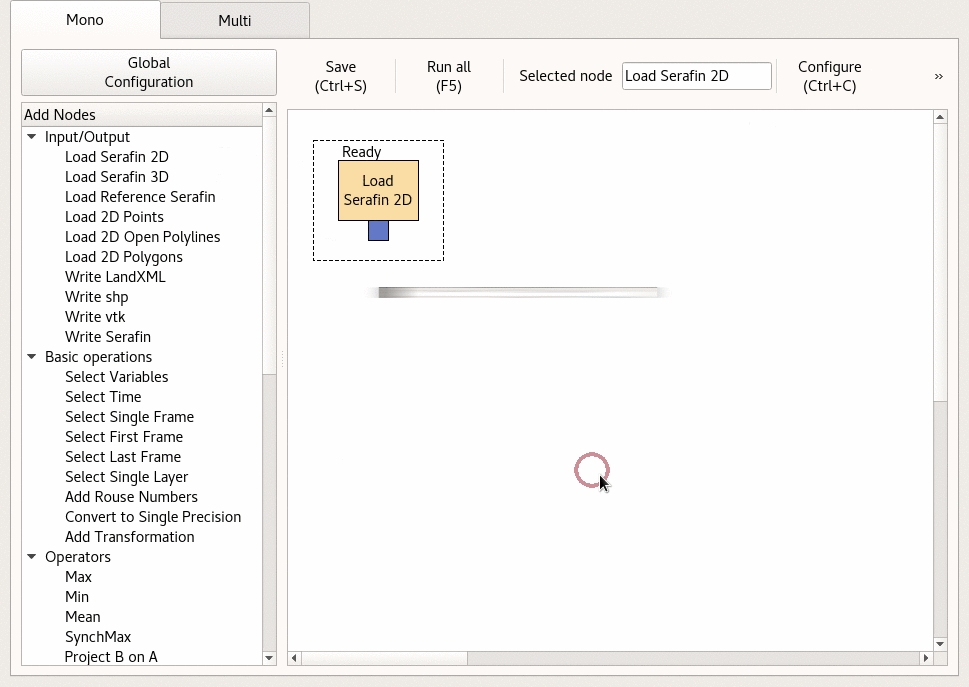 Mono
Multi
Global
Configuration
Save
(Ctrl+S)
Run all
(F5)
Selected node
Load Serafin 2D
Configure
(Ctrl+C)
»
Add Nodes
Input/Output
Load Serafin 2D
Load Serafin 3D
Load Reference Serafin
Load 2D Points
Load 2D Open Polylines
Load 2D Polygons
Write LandXML
Write shp
Write vtk
Write Serafin
Basic operations
Select Variables
Select Time
Select Single Frame
Select First Frame
Select Last Frame
Select Single Layer
Add Rouse Numbers
Convert to Single Precision
Add Transformation
Operators
Max
Min
Mean
SynchMax
Project B on A
Ready
Load
Serafin 2D